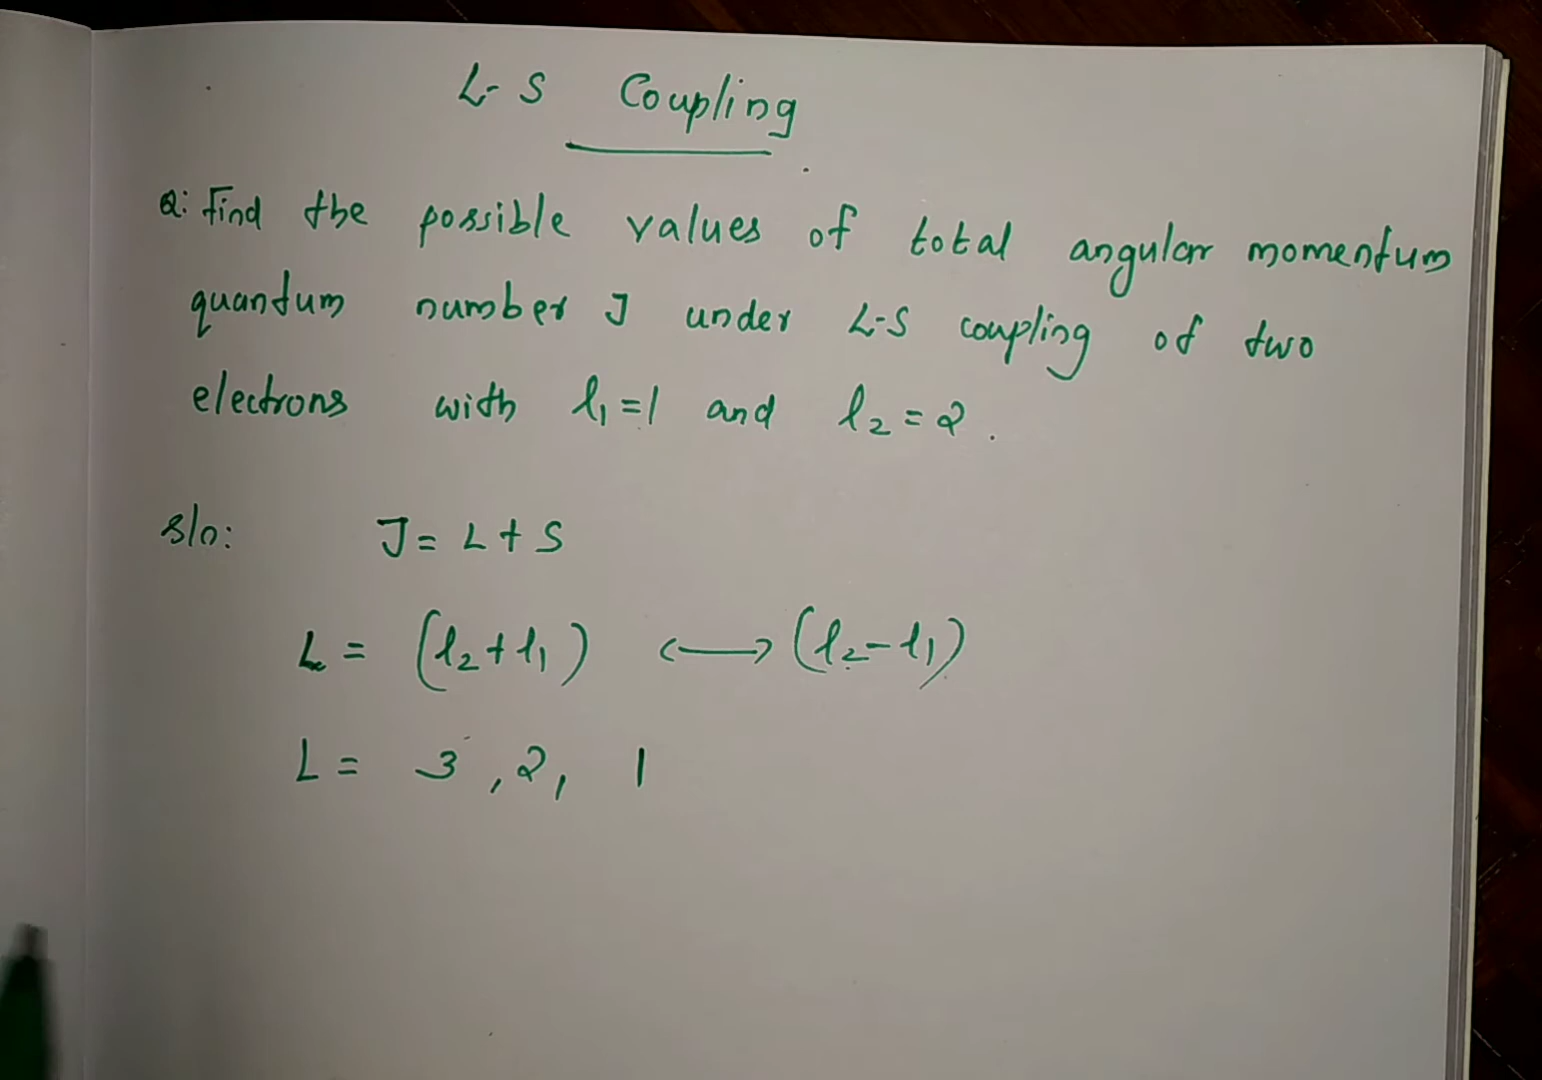 L-S Coupling
Q: Find the possible values of total angular momentum
quantum number J under L-S coupling of two
electrons with l₁=1 and l₂=2.
sln: J= L+S
L= (l₂+l₁) ⟷ (l₂-l₁)
L= 3, 2, 1